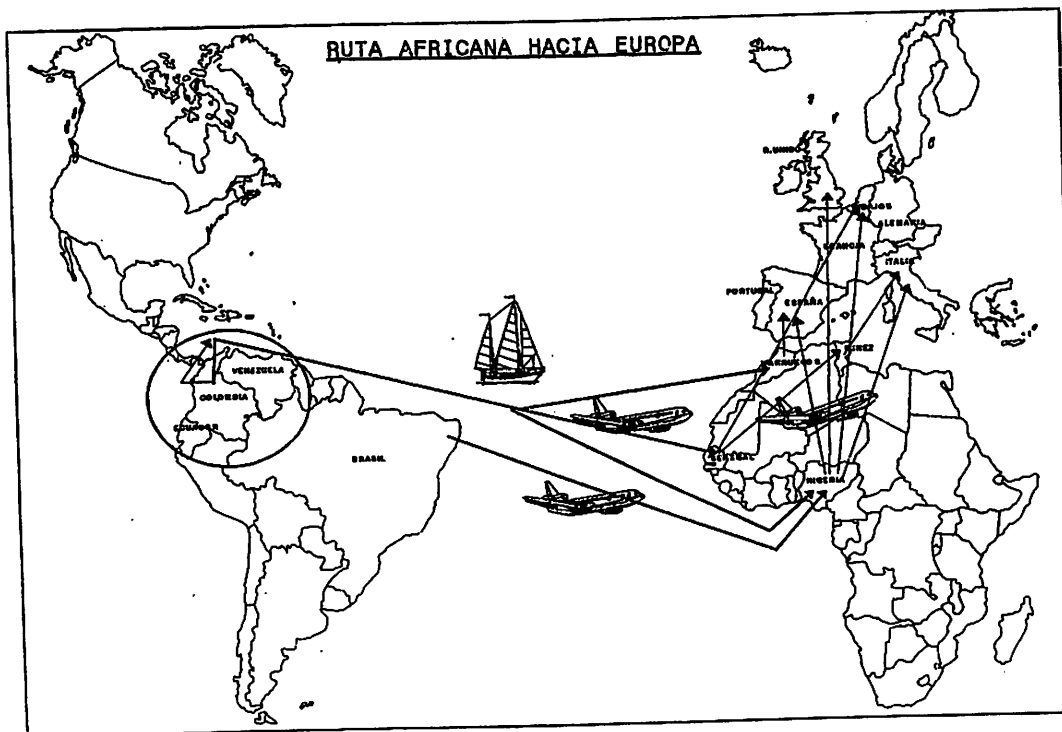 RUTA AFRICANA HACIA EUROPA
R.UNIDO
ALEMANIA
FRANCIA
ITALIA
PORTUGAL
ESPAÑA
TUNEZ
MARRUECOS
VENEZUELA
COLOMBIA
ECUADOR
BRASIL
SENEGAL
NIGERIA